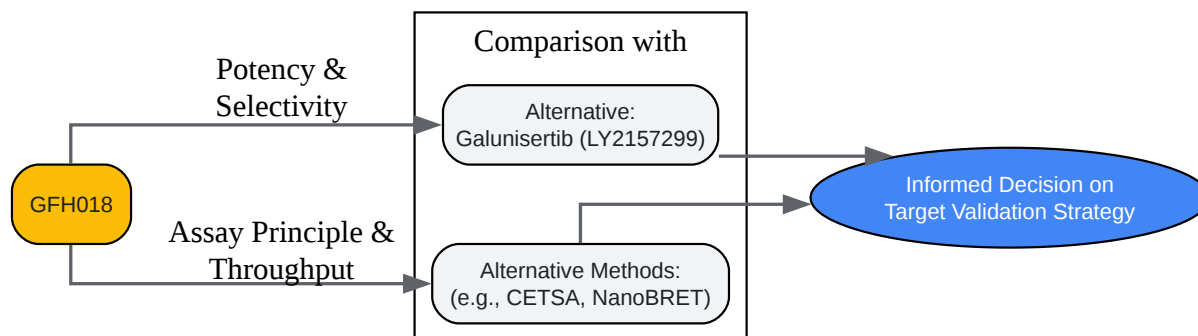 Comparison with
Potency &
Selectivity
Alternative:
Galunisertib (LY2157299)
GFH018
Informed Decision on
Target Validation Strategy
Assay Principle &
Throughput
Alternative Methods:
(e.g., CETSA, NanoBRET)